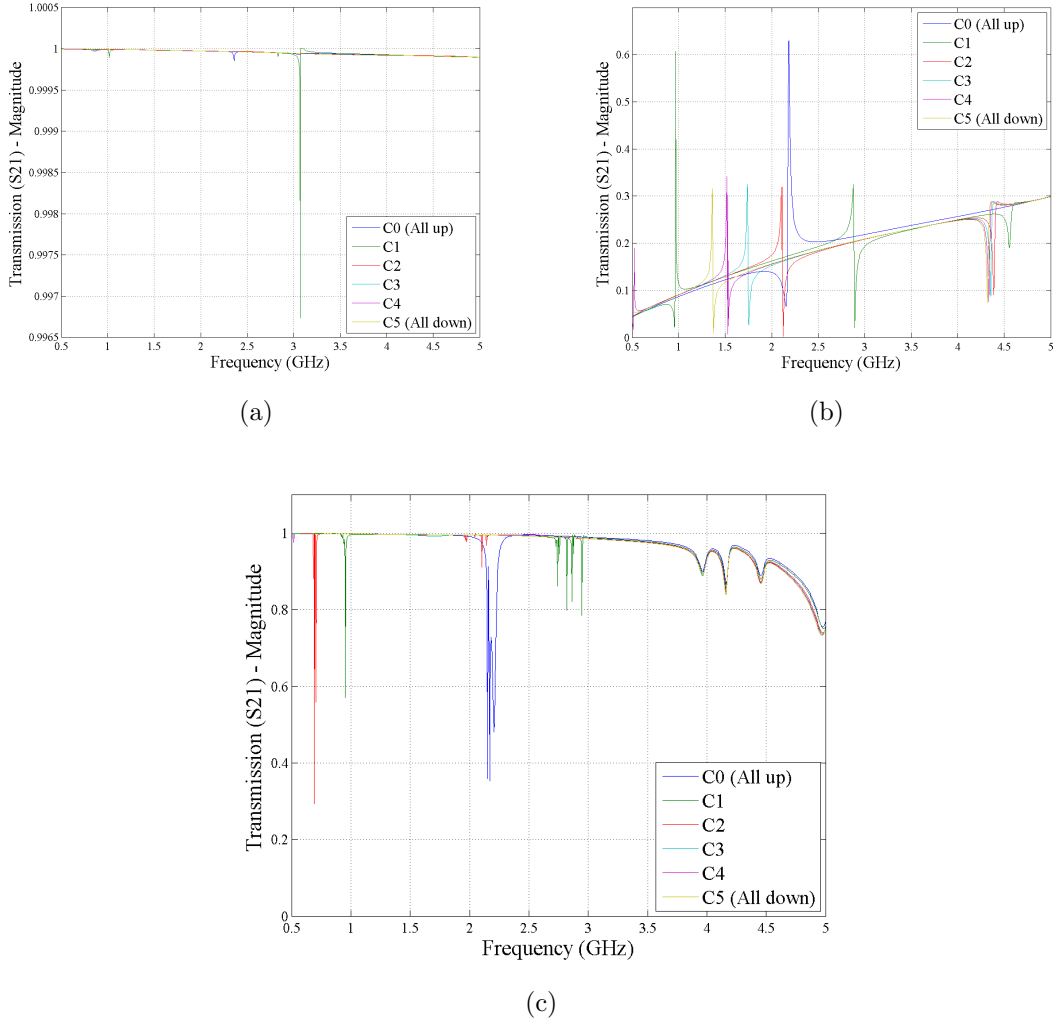 1.0005
1
0.9995
0.999
0.9985
0.998
0.9975
0.997
0.9965
0.5 1 1.5 2 2.5 3 3.5 4 4.5 5
Transmission (S21) - Magnitude
Frequency (GHz)
C0 (All up)
C1
C2
C3
C4
C5 (All down)
(a)
0.6
0.5
0.4
0.3
0.2
0.1
0
0.5 1 1.5 2 2.5 3 3.5 4 4.5 5
Transmission (S21) - Magnitude
Frequency (GHz)
C0 (All up)
C1
C2
C3
C4
C5 (All down)
(b)
1
0.8
0.6
0.4
0.2
0
0.5 1 1.5 2 2.5 3 3.5 4 4.5 5
Transmission (S21) - Magnitude
Frequency (GHz)
C0 (All up)
C1
C2
C3
C4
C5 (All down)
(c)